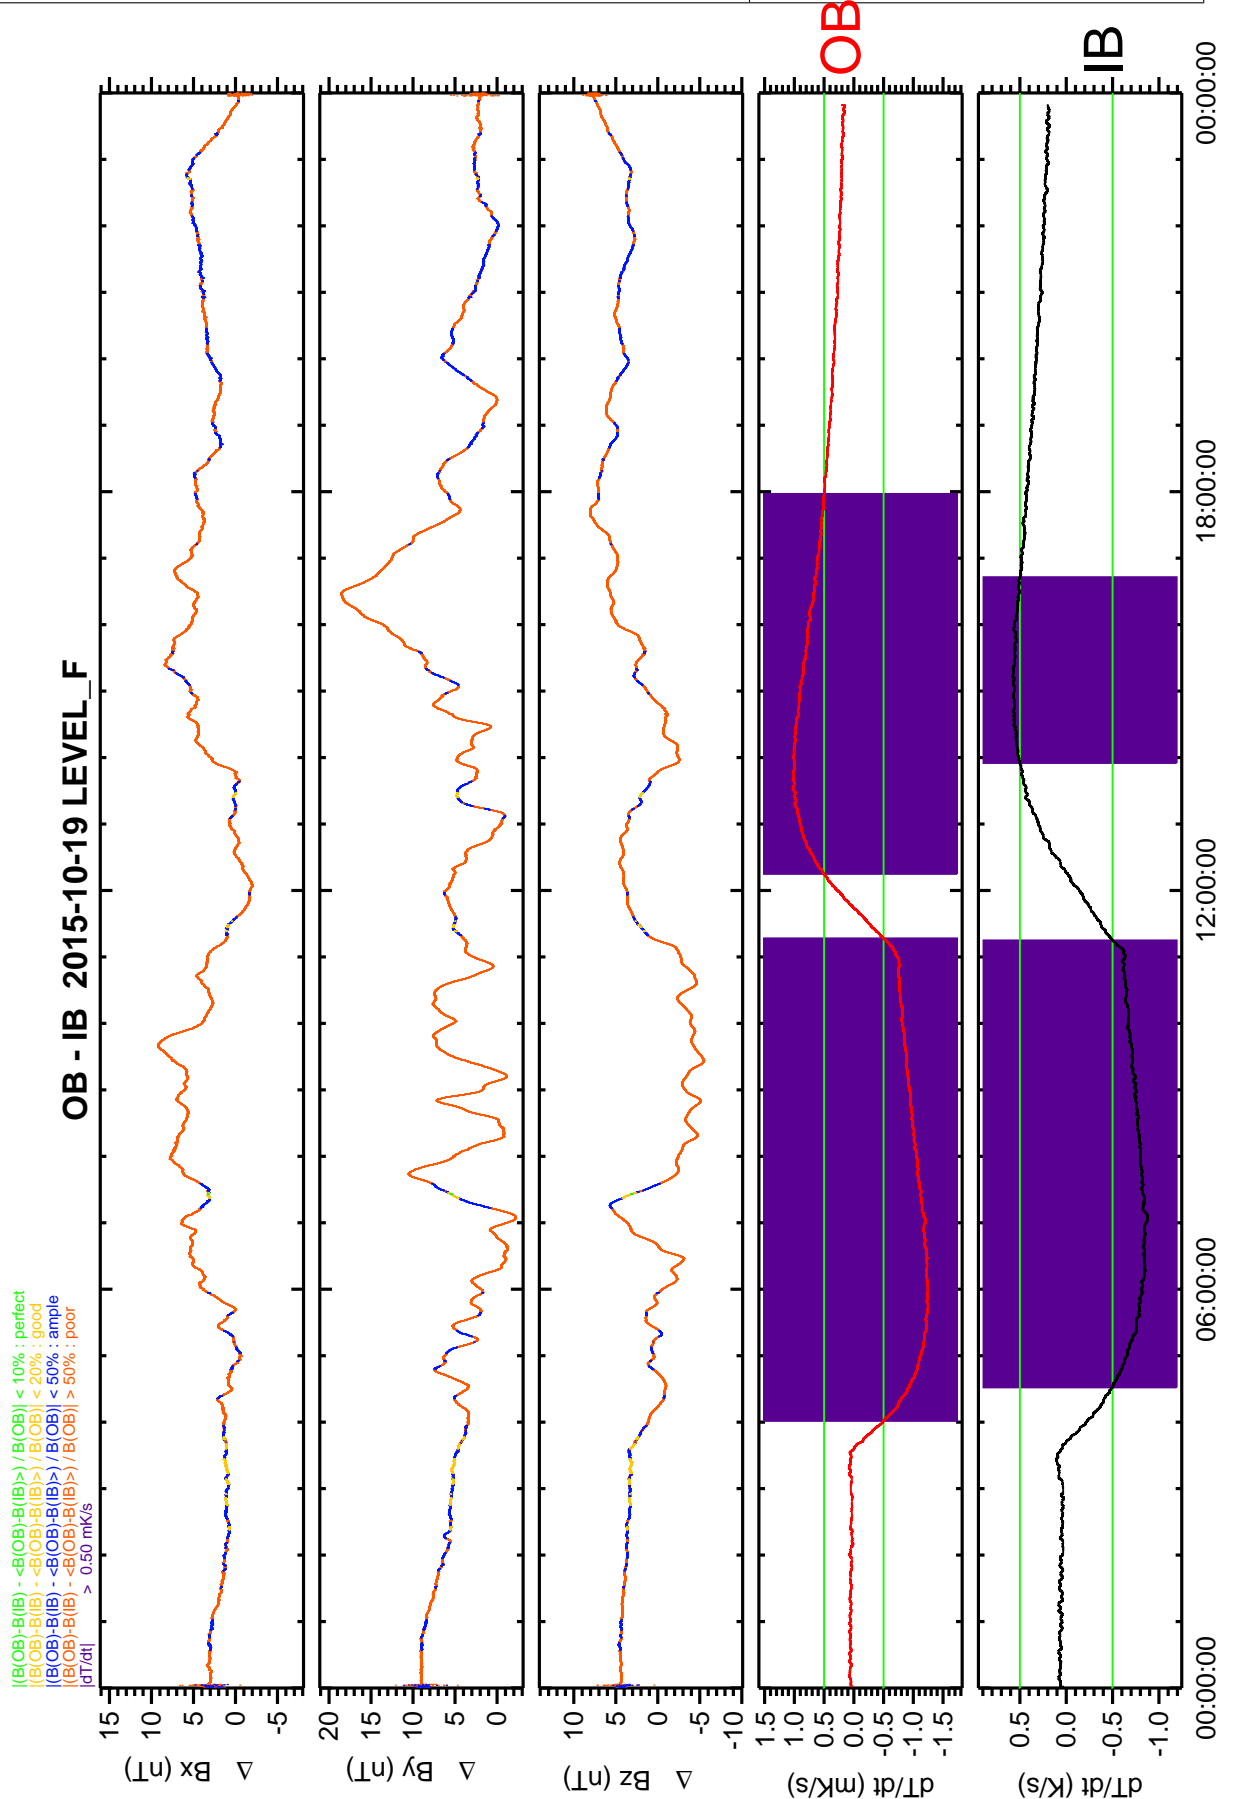 OB - IB 2015-10-19 LEVEL_F
|(B(OB)-B(IB) - <B(OB)-B(IB)>) / B(OB)| < 10% : perfect
|(B(OB)-B(IB) - <B(OB)-B(IB)>) / B(OB)| < 20% : good
|(B(OB)-B(IB) - <B(OB)-B(IB)>) / B(OB)| < 50% : ample
|(B(OB)-B(IB) - <B(OB)-B(IB)>) / B(OB)| > 50% : poor
|dT/dt| > 0.50 mK/s
15
10
5
0
-5
Δ Bx (nT)
20
15
10
5
0
Δ By (nT)
10
5
0
-5
-10
Δ Bz (nT)
1.5
1.0
0.5
0.0
-0.5
-1.0
-1.5
dT/dt (mK/s)
OB
0.5
0.0
-0.5
-1.0
dT/dt (K/s)
IB
00:00:00
06:00:00
12:00:00
18:00:00
00:00:00